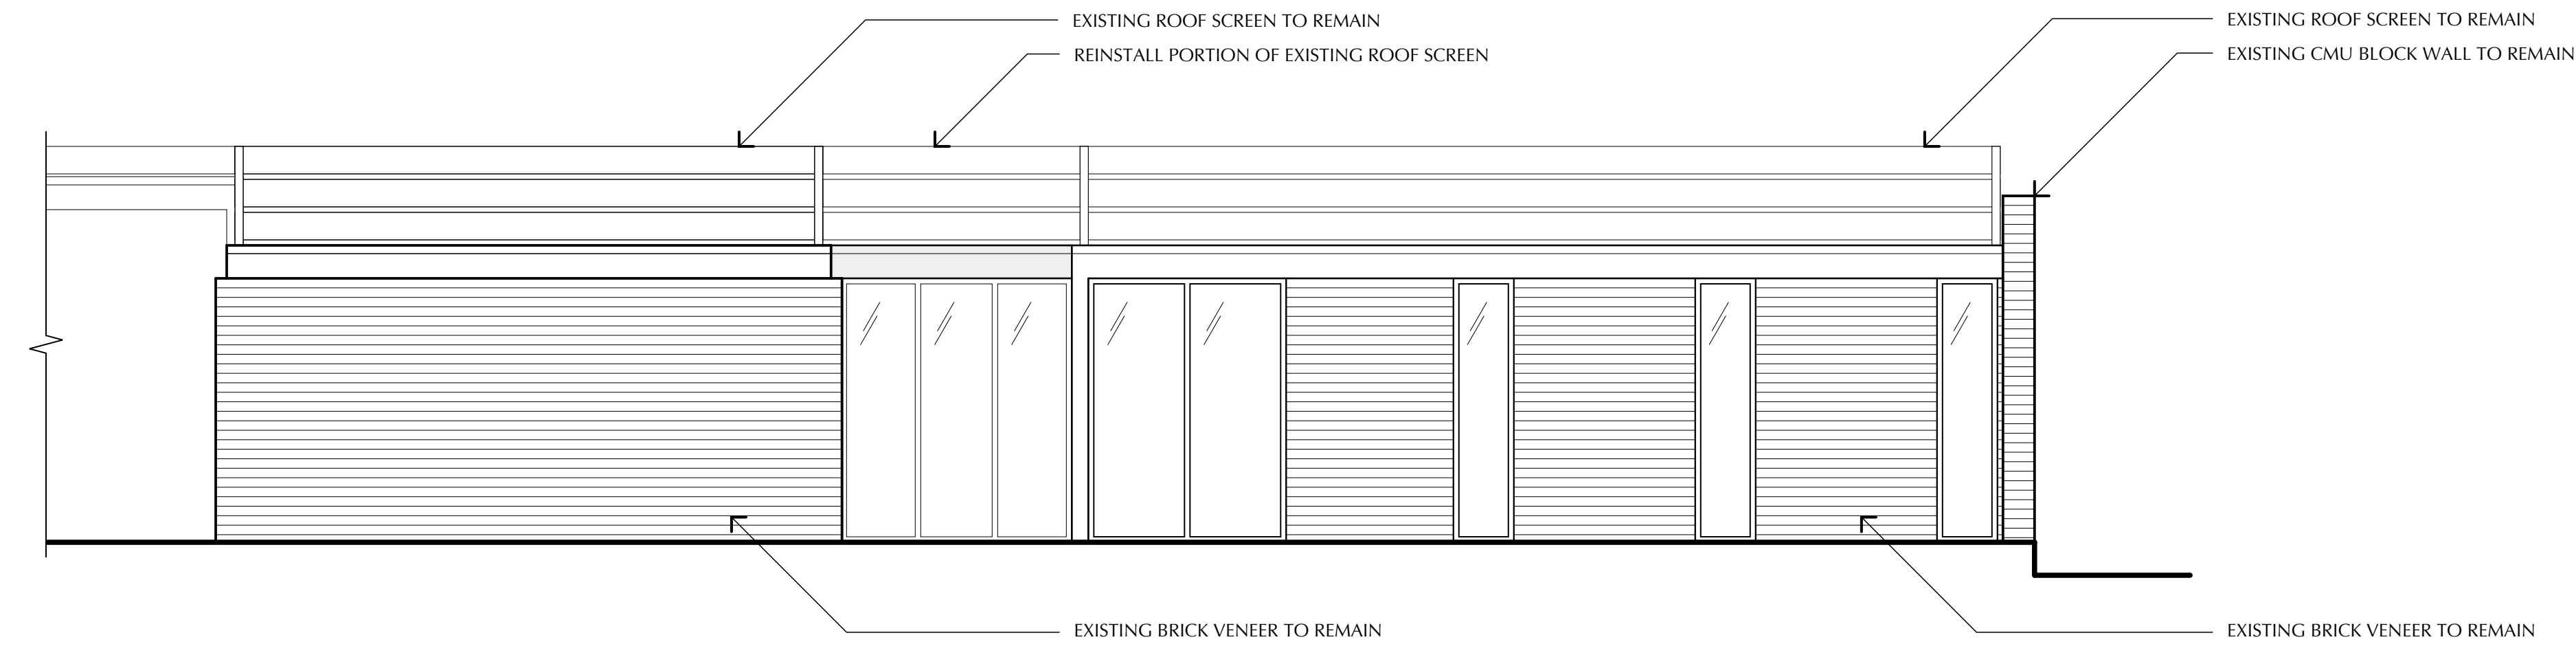 EXISTING ROOF SCREEN TO REMAIN
REINSTALL PORTION OF EXISTING ROOF SCREEN
EXISTING ROOF SCREEN TO REMAIN
EXISTING CMU BLOCK WALL TO REMAIN
EXISTING BRICK VENEER TO REMAIN
EXISTING BRICK VENEER TO REMAIN